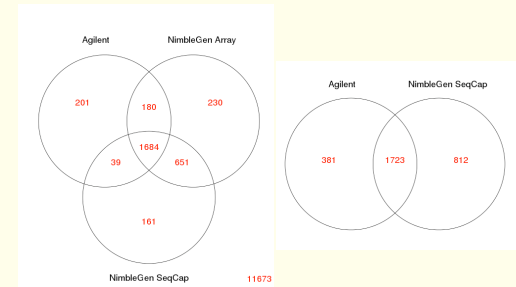 Agilent NimbleGen Array
201 180 230
1684
39 651
161
NimbleGen SeqCap 11673
Agilent NimbleGen SeqCap
381 1723 812